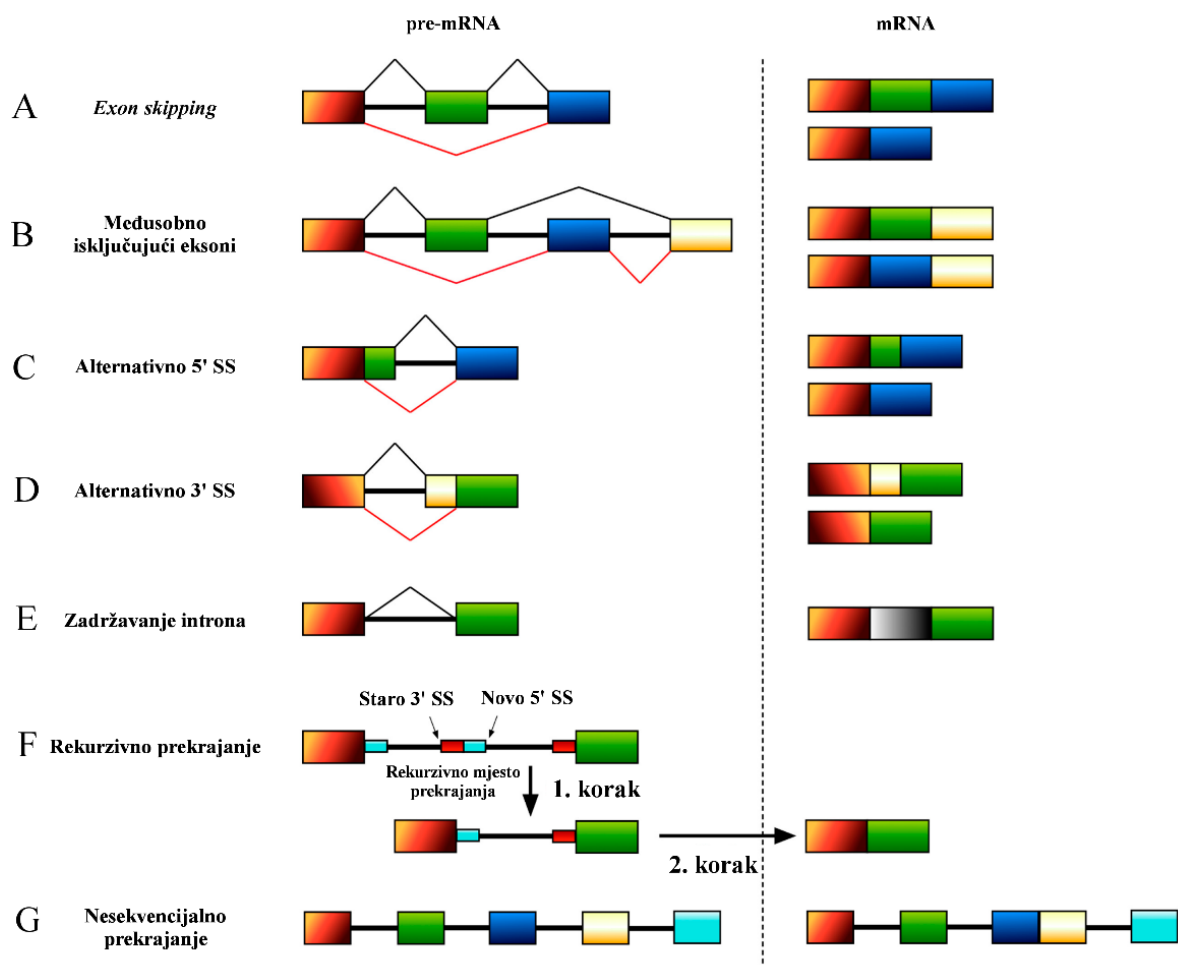 pre-mRNA
mRNA
A
Exon skipping
B
Međusobno
isključujući eksoni
C
Alternativno 5' SS
D
Alternativno 3' SS
E
Zadržavanje introna
Staro 3' SS
Novo 5' SS
F
Rekurzivno prekrajanje
Rekurzivno mjesto
prekrajanja
1. korak
2. korak
G
Nesekvencijalno
prekrajanje